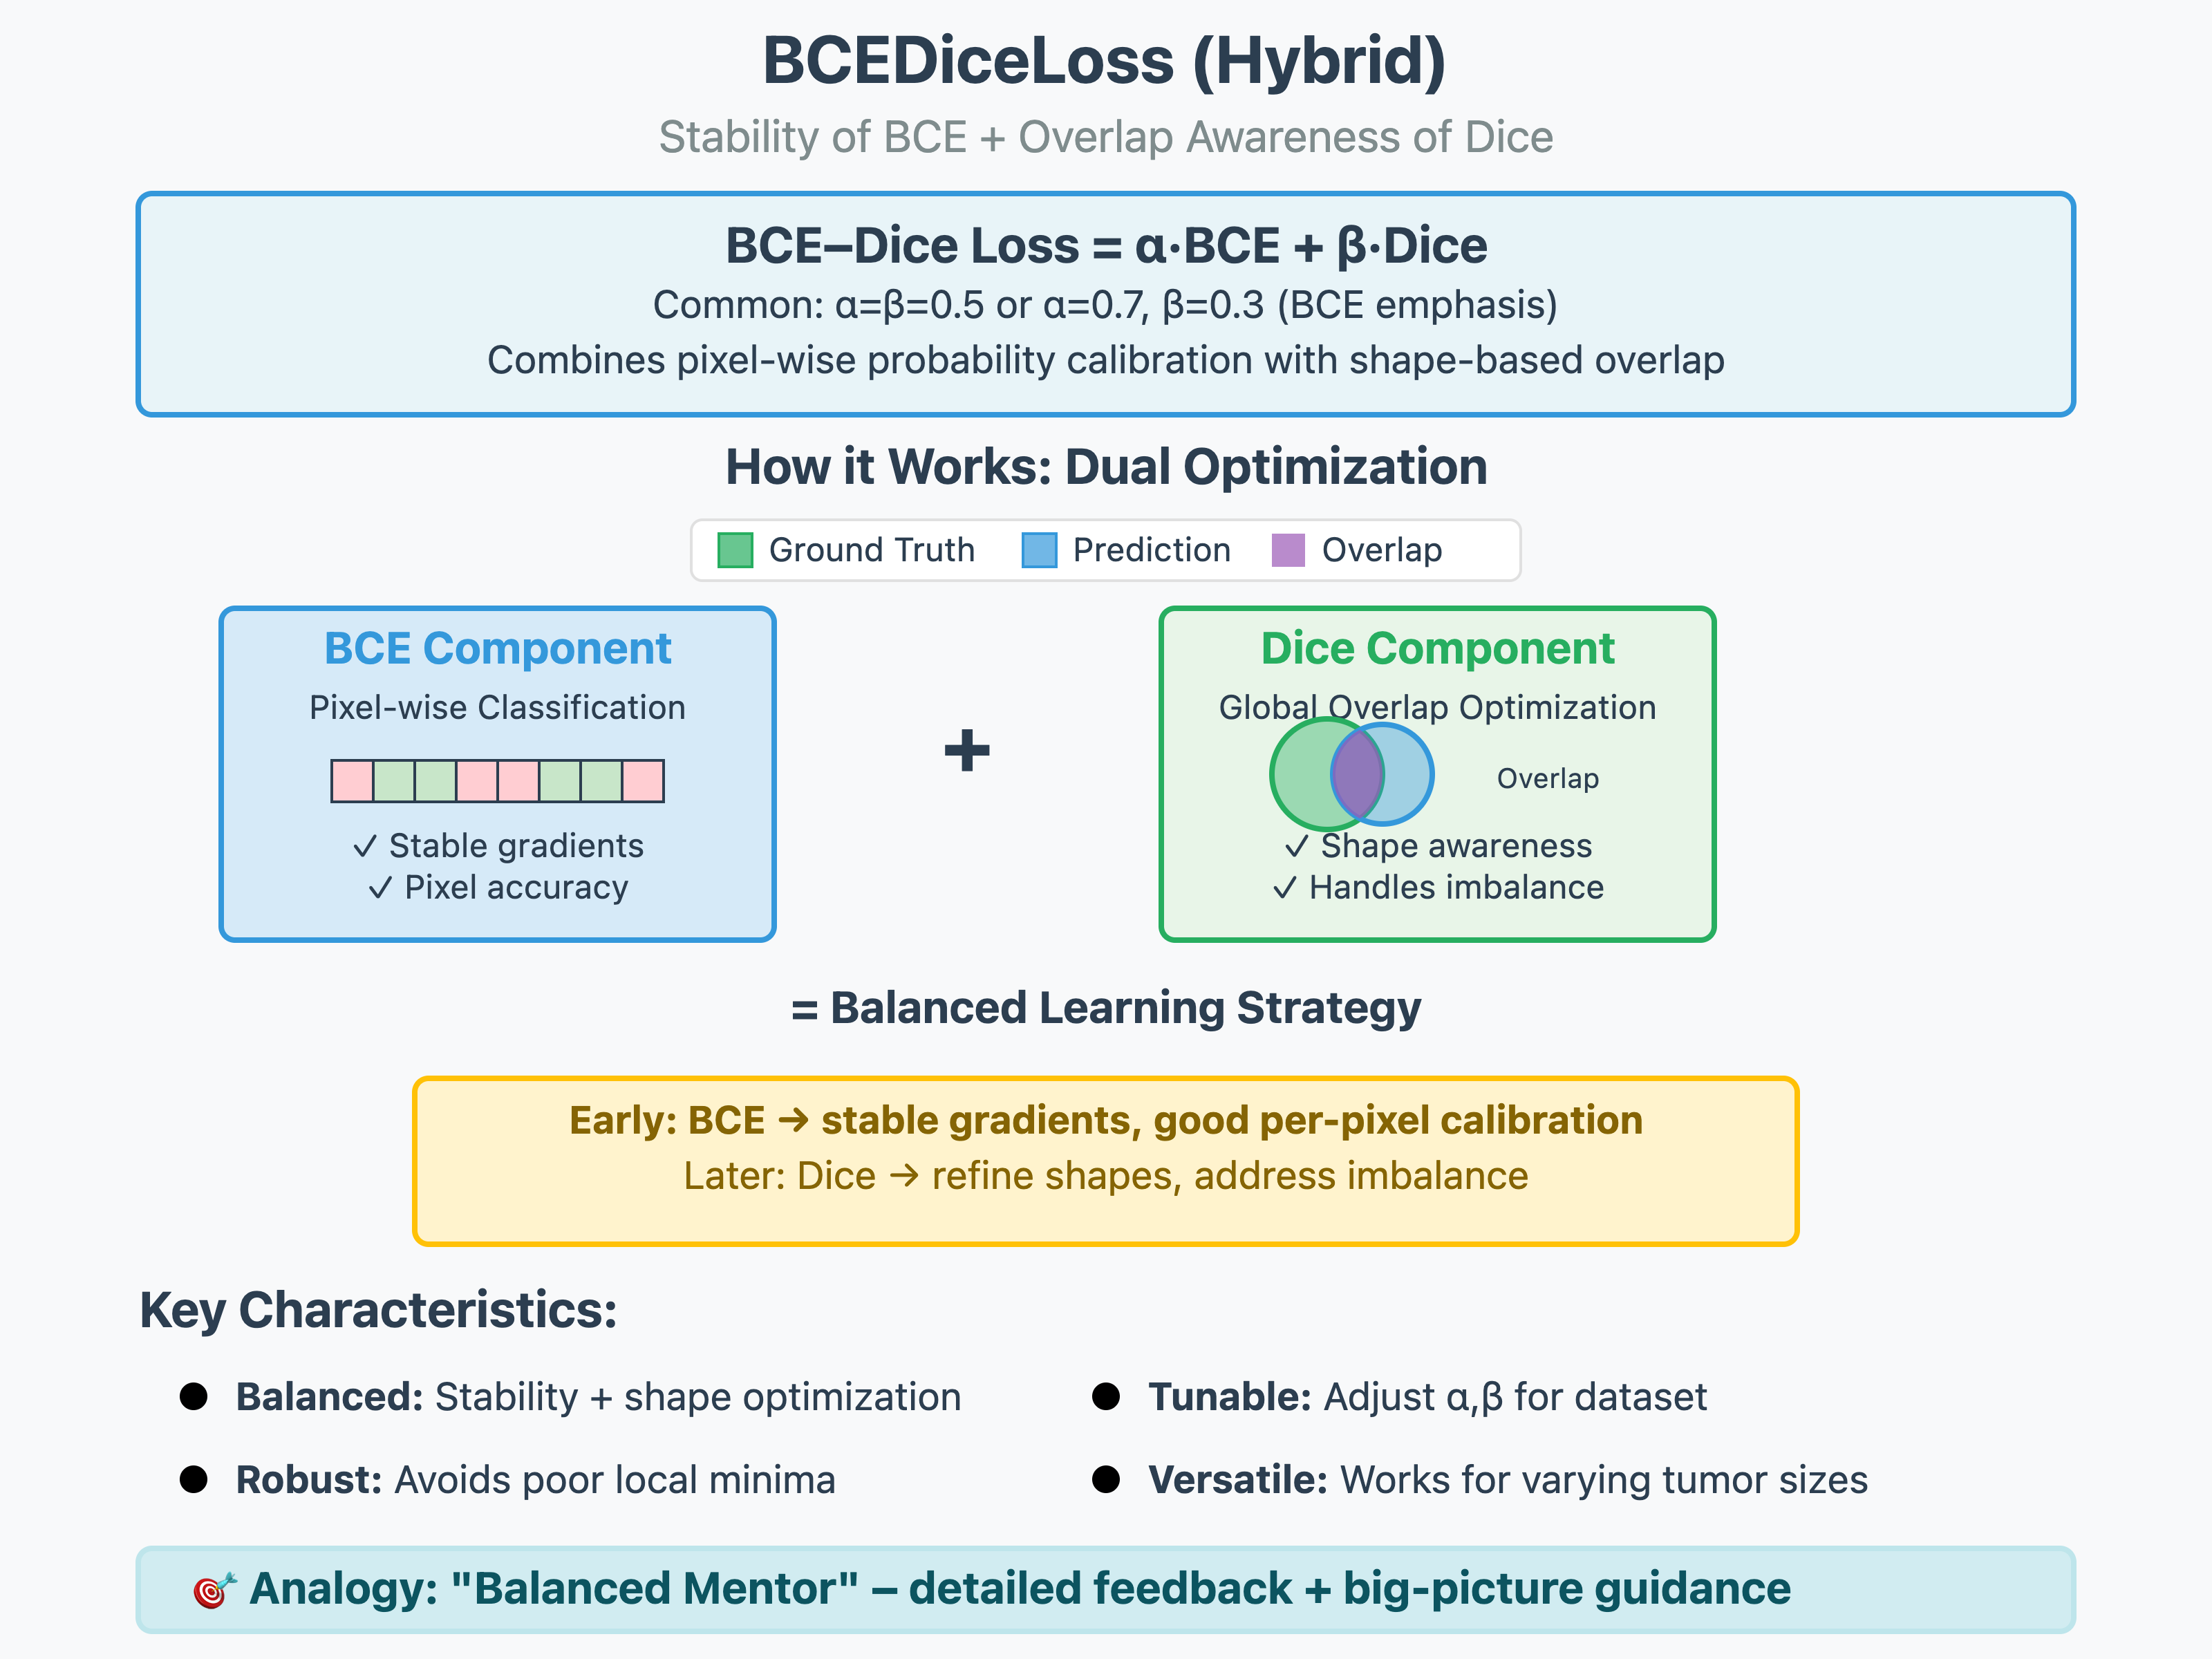 BCEDiceLoss (Hybrid)
Stability of BCE + Overlap Awareness of Dice
BCE–Dice Loss = α·BCE + β·Dice
Common: α=β=0.5 or α=0.7, β=0.3 (BCE emphasis)
Combines pixel-wise probability calibration with shape-based overlap
How it Works: Dual Optimization
Ground Truth
Prediction
Overlap
BCE Component
Pixel-wise Classification
✓ Stable gradients
✓ Pixel accuracy
+
Dice Component
Global Overlap Optimization
Overlap
✓ Shape awareness
✓ Handles imbalance
= Balanced Learning Strategy
Early: BCE → stable gradients, good per-pixel calibration
Later: Dice → refine shapes, address imbalance
Key Characteristics:
● Balanced: Stability + shape optimization
● Tunable: Adjust α,β for dataset
● Robust: Avoids poor local minima
● Versatile: Works for varying tumor sizes
🎯 Analogy: "Balanced Mentor" – detailed feedback + big-picture guidance